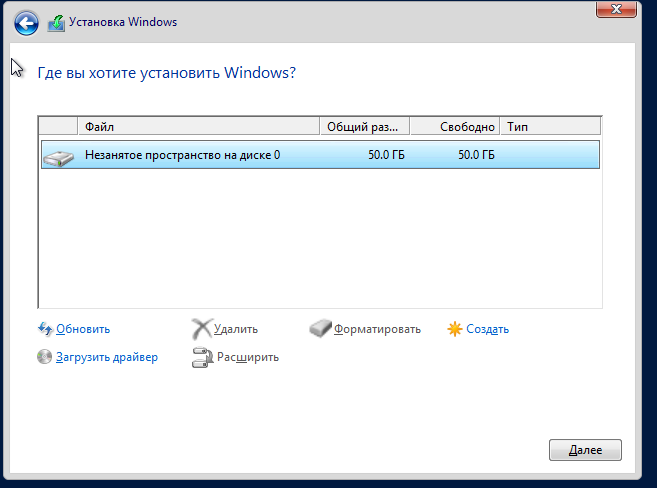 Установка Windows
Где вы хотите установить Windows?
Файл Общий раз... Свободно Тип
Незанятое пространство на диске 0 50.0 ГБ 50.0 ГБ
Обновить Удалить Форматировать Создать
Загрузить драйвер Расширить
Далее